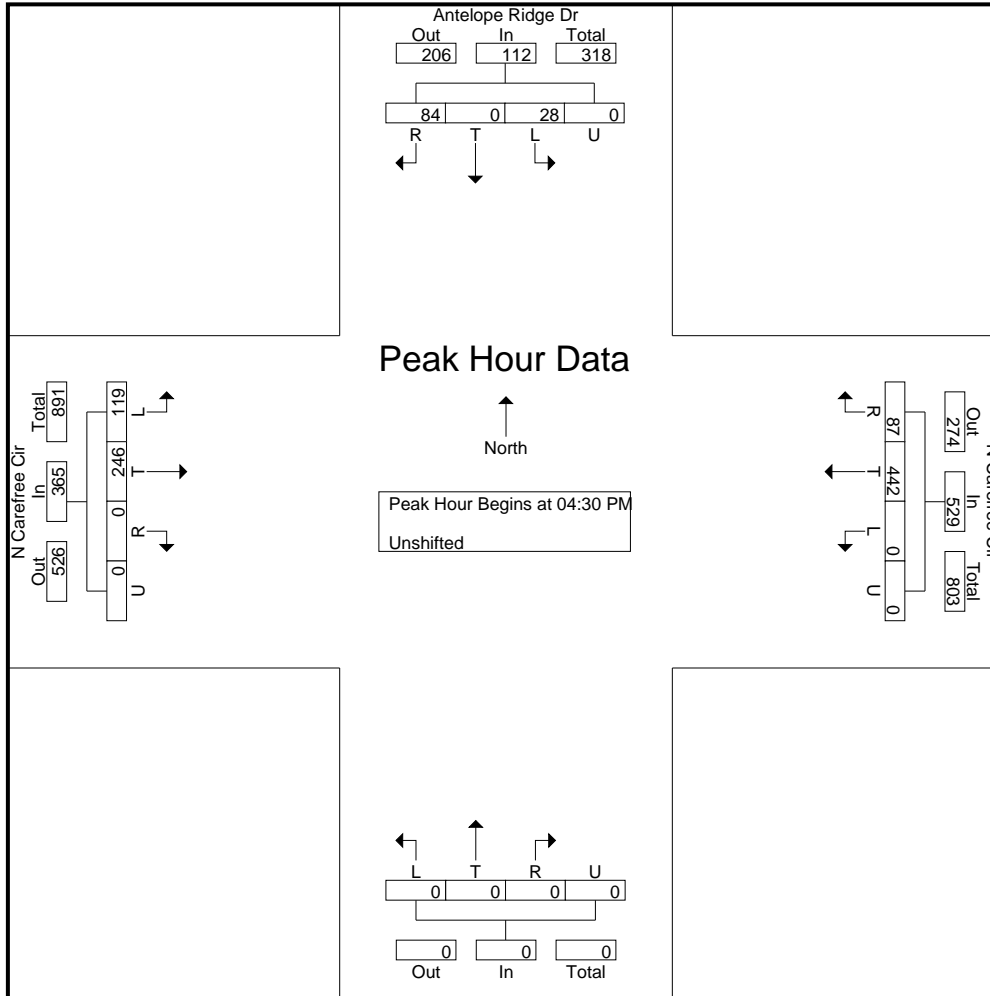 Antelope Ridge Dr
Out In Total
206 112 318
84 0 28 0
R T L U
Peak Hour Data
North
Peak Hour Begins at 04:30 PM
Unshifted
N Carefree Cir
Total In Out
891 365 526
119 246 0 0
L T R U
R T L U
87 442 0 0
Out In Total
274 529 803
L T R U
0 0 0 0
0 0 0
Out In Total